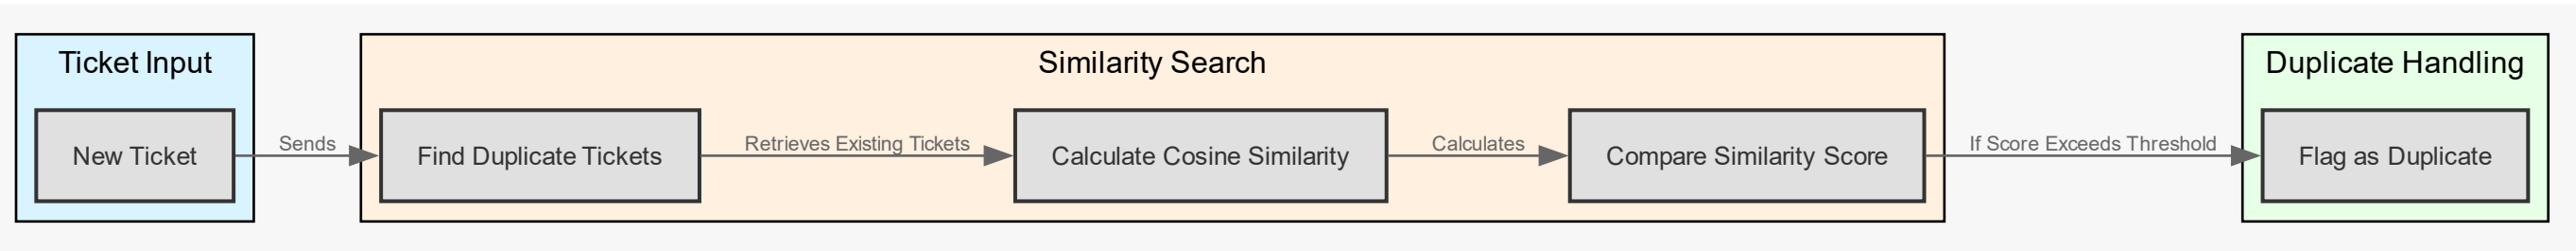 Ticket Input
Similarity Search
Duplicate Handling
New Ticket
Sends
Find Duplicate Tickets
Retrieves Existing Tickets
Calculate Cosine Similarity
Calculates
Compare Similarity Score
If Score Exceeds Threshold
Flag as Duplicate